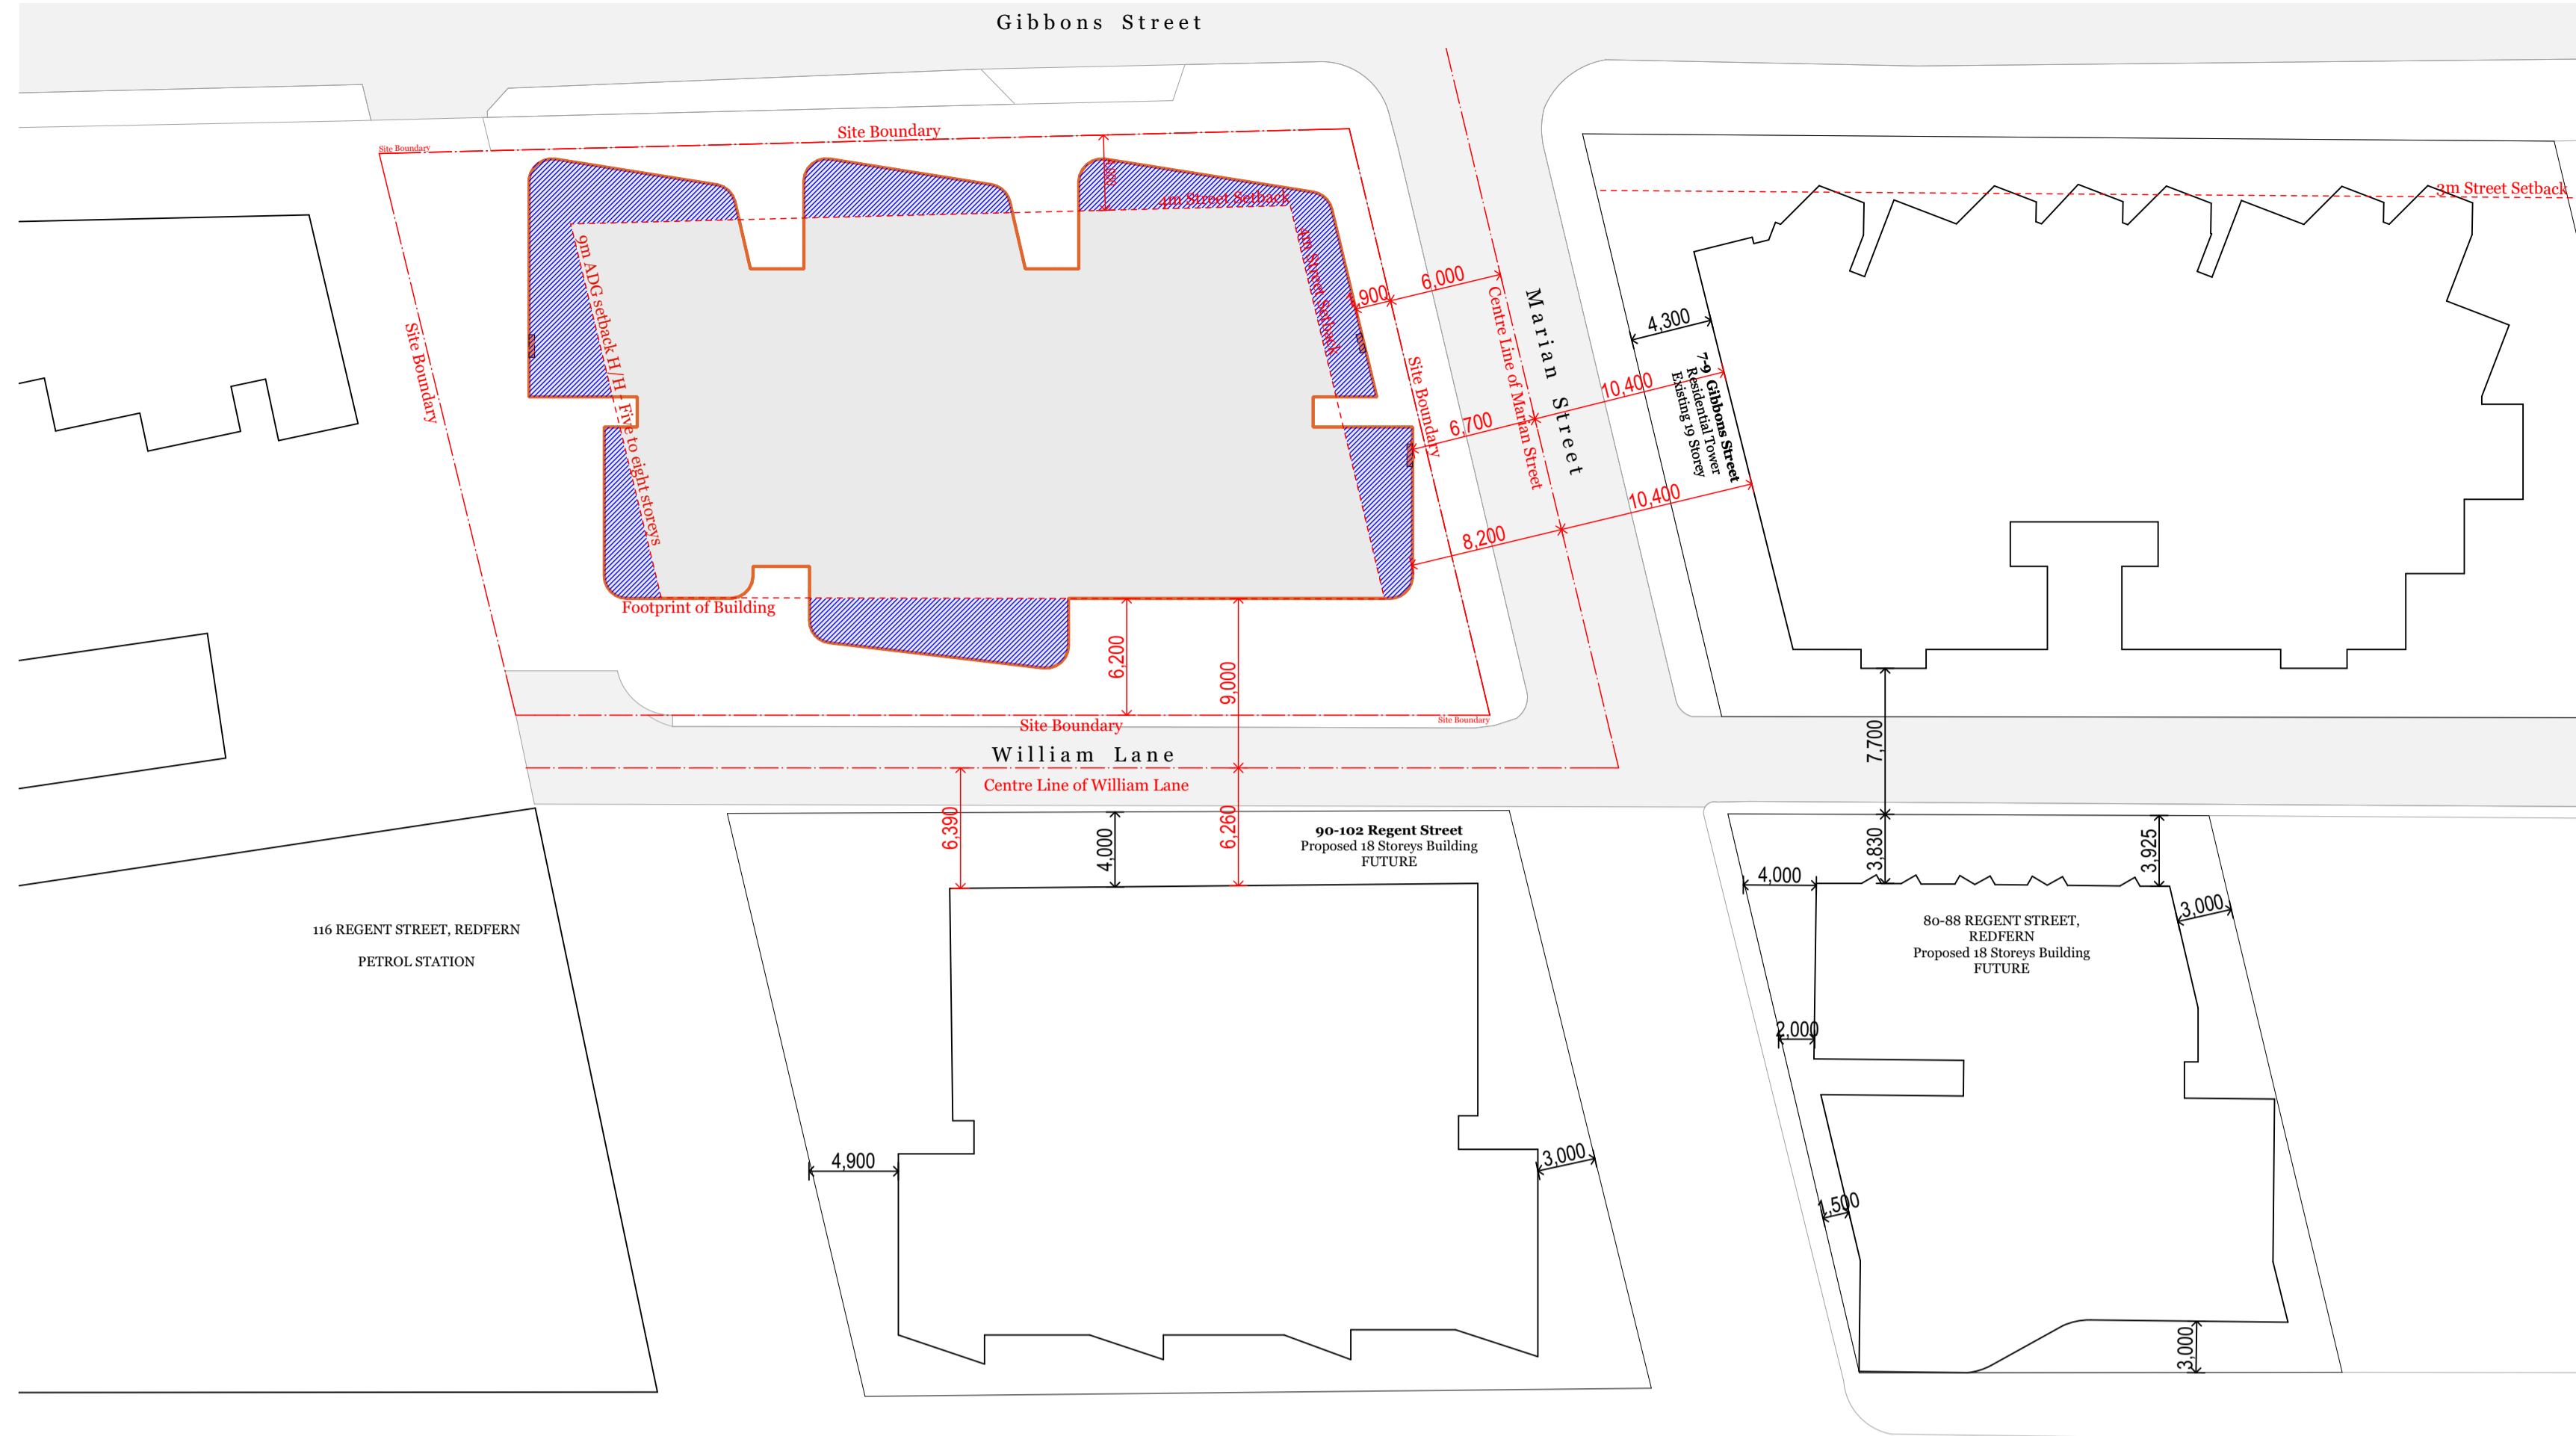 Gibbons Street
Site Boundary
Site Boundary
4m Street Setback
3m Street Setback
9m ADG setback H/H - Five to eight storeys
4m Street Setback
Site Boundary
,900
6,000
Centre Line of Marian Street
Marian Street
4,300
7-9 Gibbons Street
Residential Tower
Existing 19 Storey
10,400
6,700
Site Boundary
10,400
8,200
Footprint of Building
6,200
9,000
Site Boundary
Site Boundary
William Lane
Centre Line of William Lane
7,700
6,390
4,000
6,260
90-102 Regent Street
Proposed 18 Storeys Building
FUTURE
3,830
3,925
4,000
3,000
80-88 REGENT STREET,
REDFERN
Proposed 18 Storeys Building
FUTURE
116 REGENT STREET, REDFERN
PETROL STATION
2,000
4,900
3,000
1,500
3,000